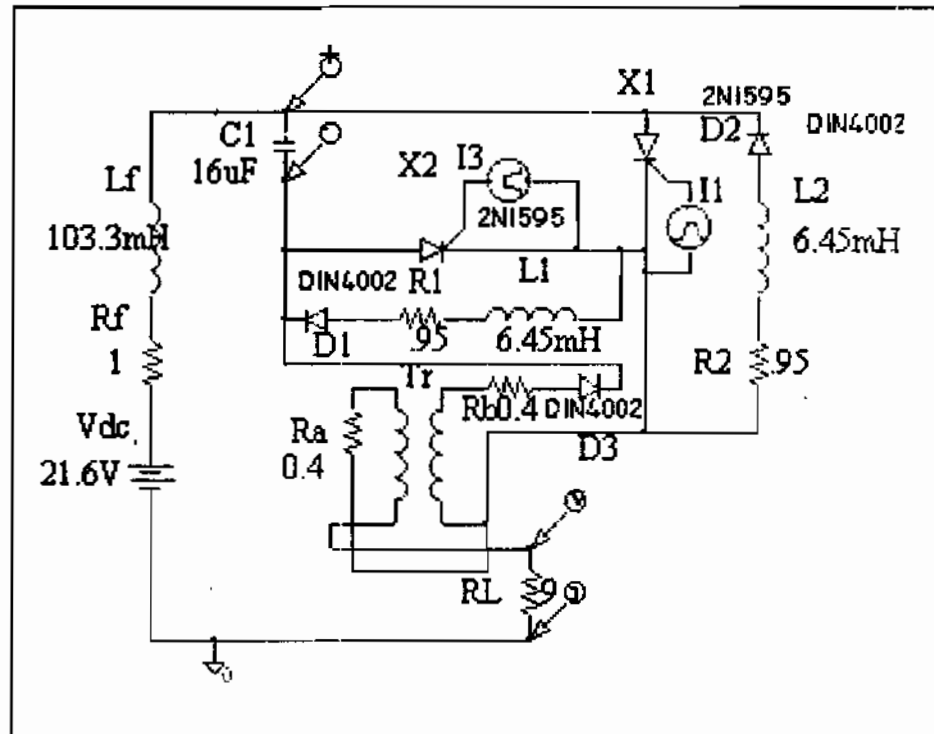 X1
2N1595
D2
DIN4002
C1
16uF
X2
I3
I1
L2
Lf
103.3mH
2N1595
6.45mH
DIN4002
R1
L1
Rf
1
D1
.95
6.45mH
R2
.95
Tr
Rb0.4
DIN4002
Vdc
Ra
0.4
D3
21.6V
V
RL
9
I
0